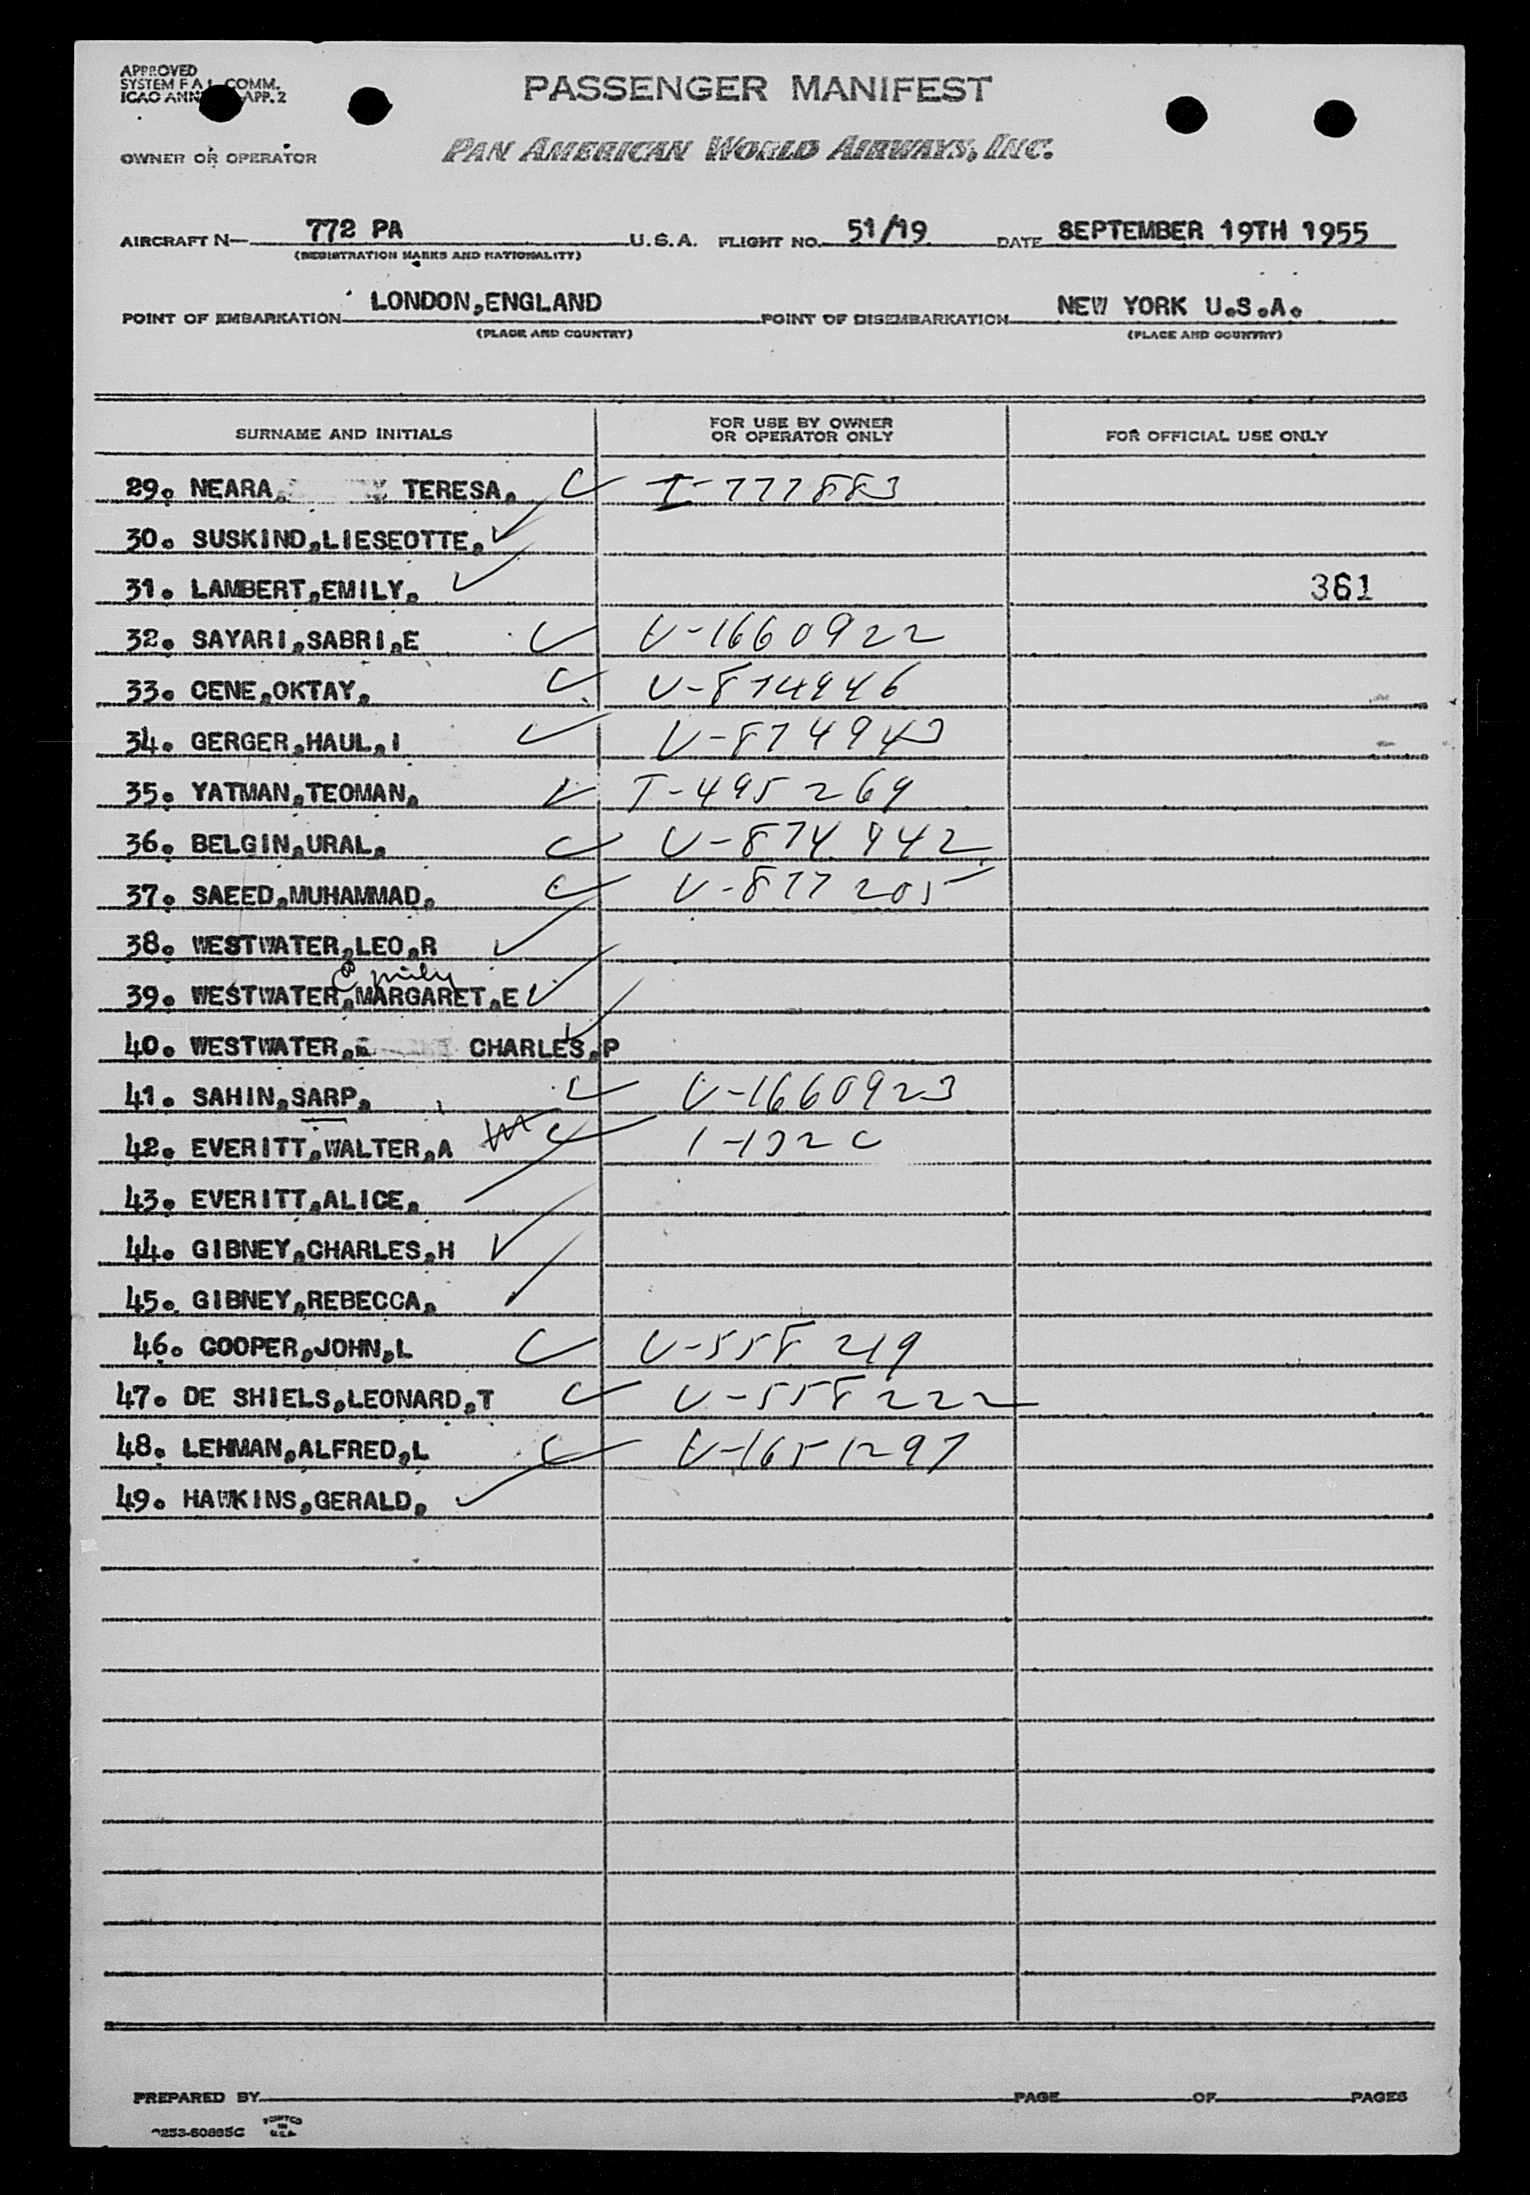 APPROVED
SYSTEM F A L COMM.
ICAO APP. 2
PASSENGER MANIFEST
OWNER OR OPERATOR PAN AMERICAN WORLD AIRWAYS, INC.
AIRCRAFT N— 772 PA U.S.A. FLIGHT NO. 51/19 DATE SEPTEMBER 19TH 1955
(REGISTRATION MARKS AND NATIONALITY)
POINT OF EMBARKATION LONDON,ENGLAND POINT OF DISEMBARKATION NEW YORK U.S.A.
(PLACE AND COUNTRY) (PLACE AND COUNTRY)
SURNAME AND INITIALS FOR USE BY OWNER OR OPERATOR ONLY FOR OFFICIAL USE ONLY
29. NEARA, TERESA. I-777883
30. SUSKIND,LIESEOTTE.
31. LAMBERT,EMILY. 361
32. SAYARI,SABRI,E V-1660922
33. CENE,OKTAY. V-874946
34. GERGER,HAUL,I V-874943
35. YATMAN,TEOMAN. T-495269
36. BELGIN,URAL. V-874942
37. SAEED,MUHAMMAD. V-877205
38. WESTWATER,LEO,R
Emily
39. WESTWATER,MARGARET,E
40. WESTWATER, CHARLES,P
41. SAHIN,SARP. V-1660923
42. EVERITT,WALTER,A
43. EVERITT,ALICE.
44. GIBNEY,CHARLES,H
45. GIBNEY,REBECCA.
46. COOPER,JOHN,L V-558219
47. DE SHIELS,LEONARD,T V-558222
48. LEHMAN,ALFRED,L V-1651297
49. HAWKINS,GERALD.
PREPARED BY PAGE OF PAGES
PRINTED
IN
U.S.A.